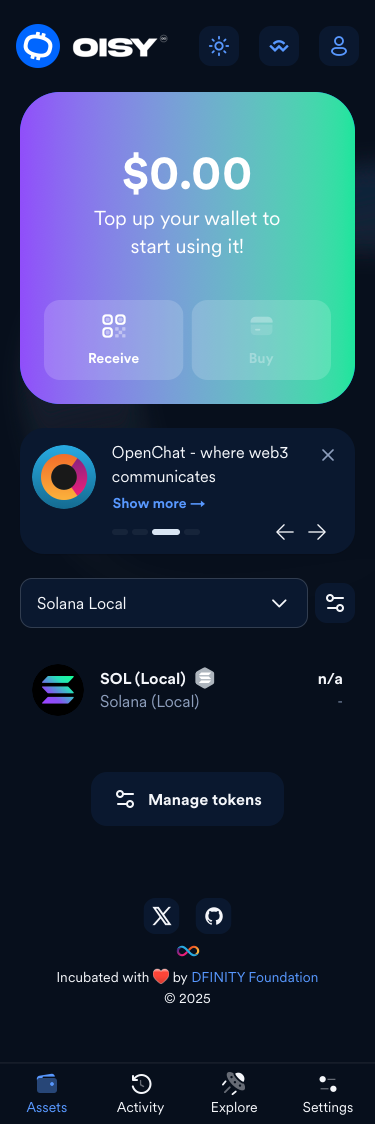 OISY
$0.00
Top up your wallet to
start using it!
Receive
Buy
OpenChat - where web3
communicates
Show more →
Solana Local
SOL (Local)
n/a
Solana (Local)
-
Manage tokens
Incubated with ❤️ by DFINITY Foundation
© 2025
Assets
Activity
Explore
Settings